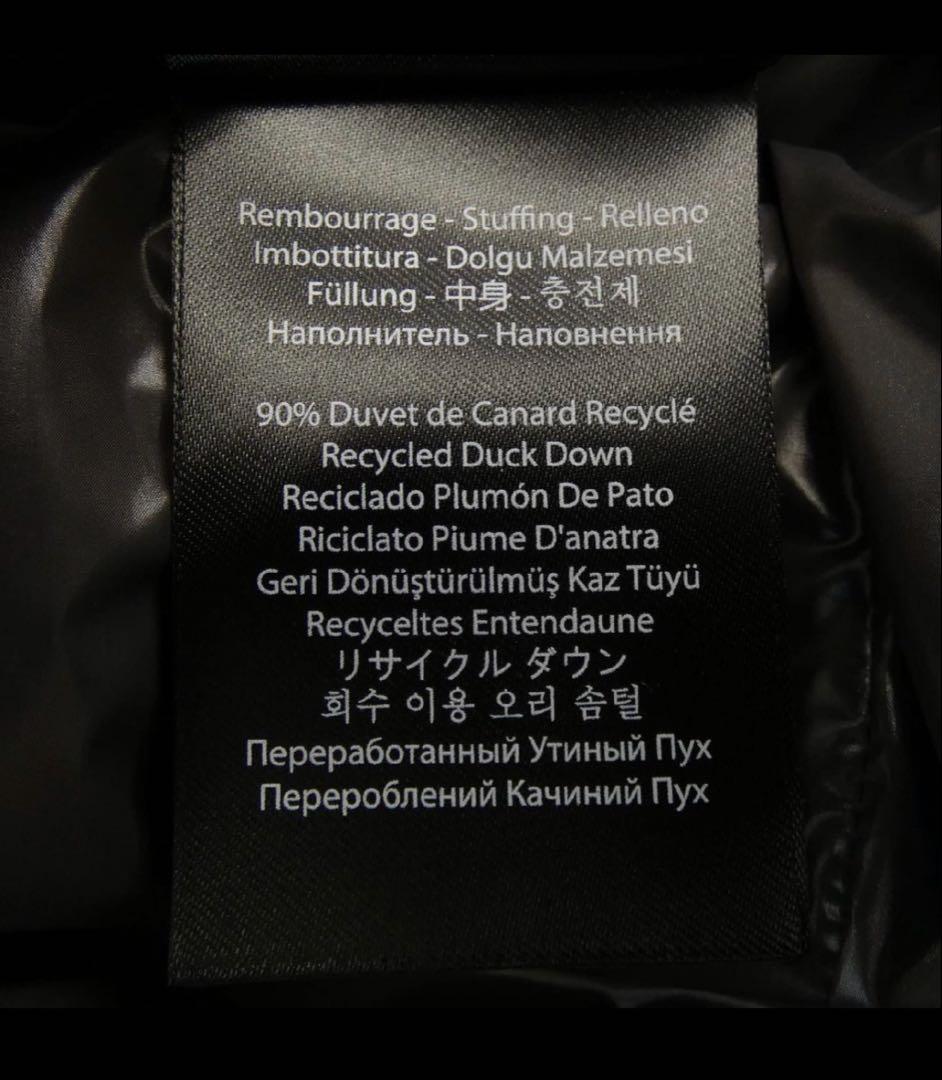 Rembourrage - Stuffing - Relleno
Imbottitura - Dolgu Malzemesi
Füllung - 中身 - 충전제
Наполнитель - Наповнення
90% Duvet de Canard Recyclé
Recycled Duck Down
Reciclado Plumón De Pato
Riciclato Piume D'anatra
Geri Dönüştürülmüş Kaz Tüyü
Recyceltes Entendaune
リサイクル ダウン
회수 이용 오리 솜털
Переработанный Утиный Пух
Перероблений Качиний Пух